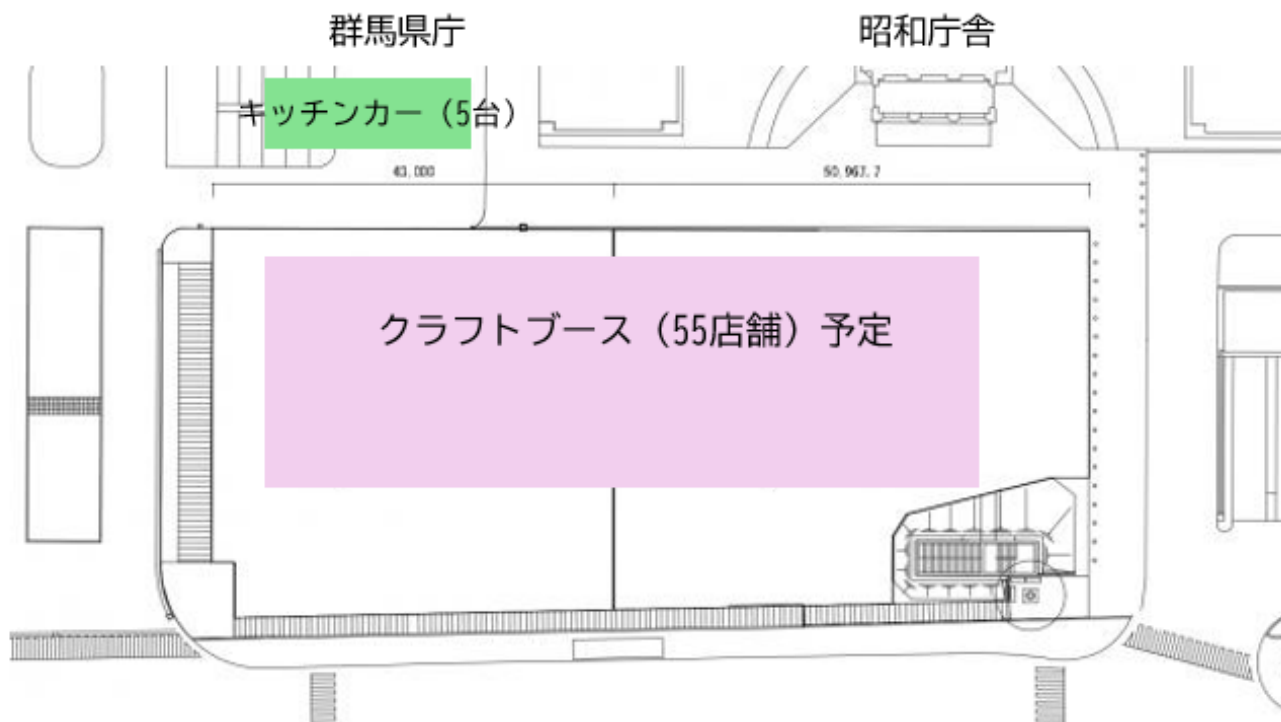 群馬県庁
昭和庁舎
キッチンカー（5台）
43,000
50,967.7
クラフトブース（55店舗）予定